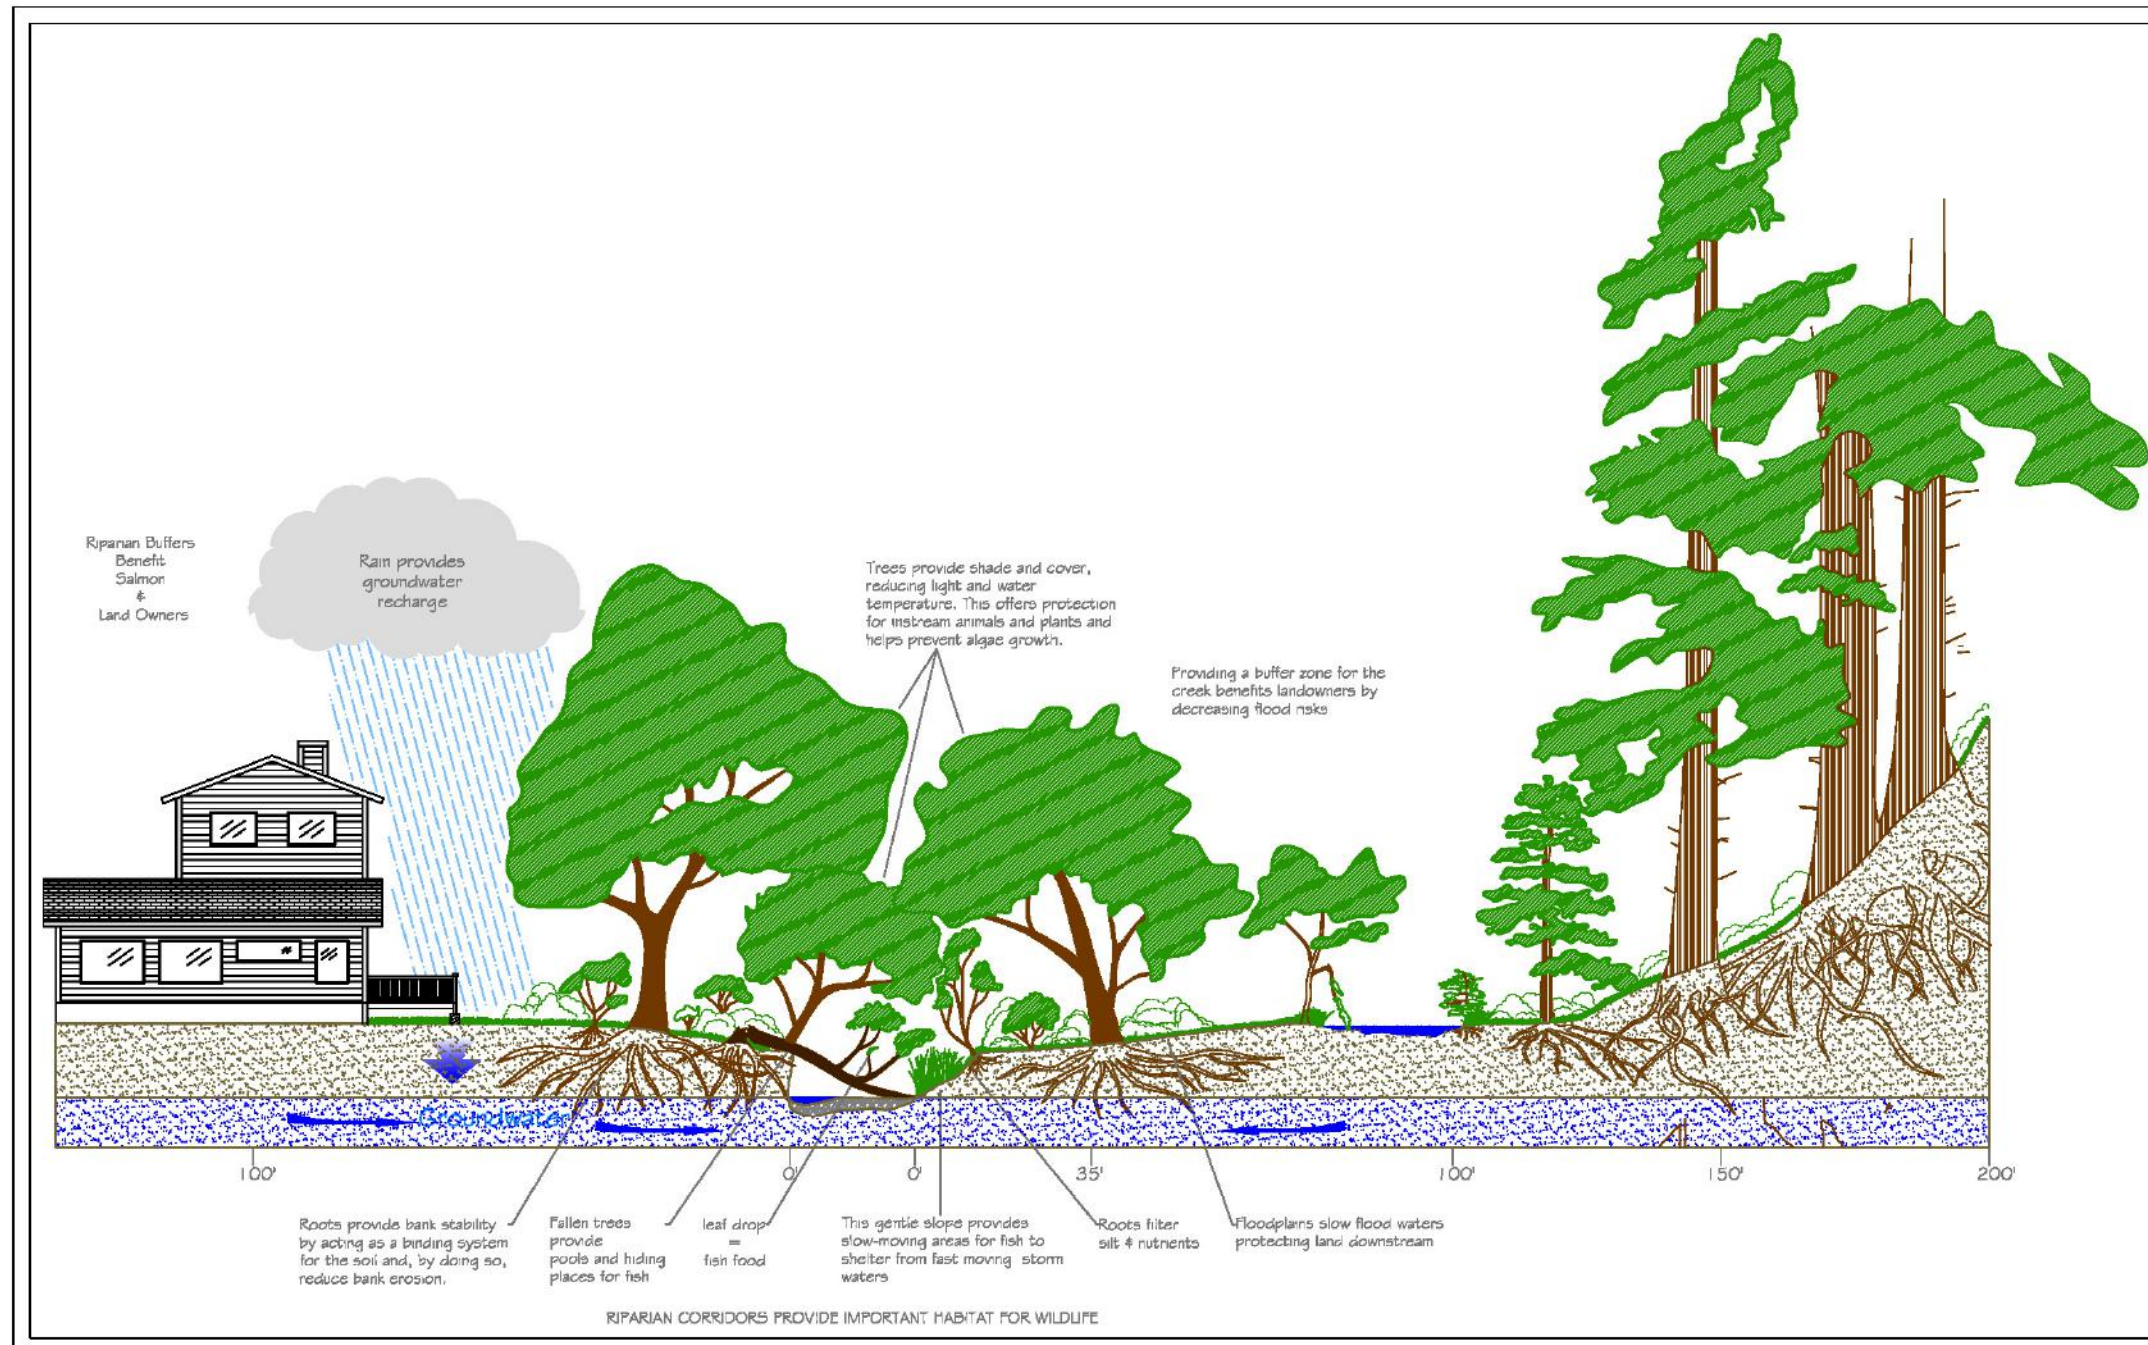 Riparian Buffers
Benefit
Salmon
&
Land Owners
Rain provides
groundwater
recharge
Trees provide shade and cover,
reducing light and water
temperature. This offers protection
for instream animals and plants and
helps prevent algae growth.
Providing a buffer zone for the
creek benefits landowners by
decreasing flood risks
Groundwater
100'
0'
0'
35'
100'
150'
200'
Roots provide bank stability
by acting as a binding system
for the soil and, by doing so,
reduce bank erosion.
Fallen trees
provide
pools and hiding
places for fish
leaf drop
=
fish food
This gentle slope provides
slow-moving areas for fish to
shelter from fast moving storm
waters
Roots filter
silt & nutrients
Floodplains slow flood waters
protecting land downstream
RIPARIAN CORRIDORS PROVIDE IMPORTANT HABITAT FOR WILDLIFE